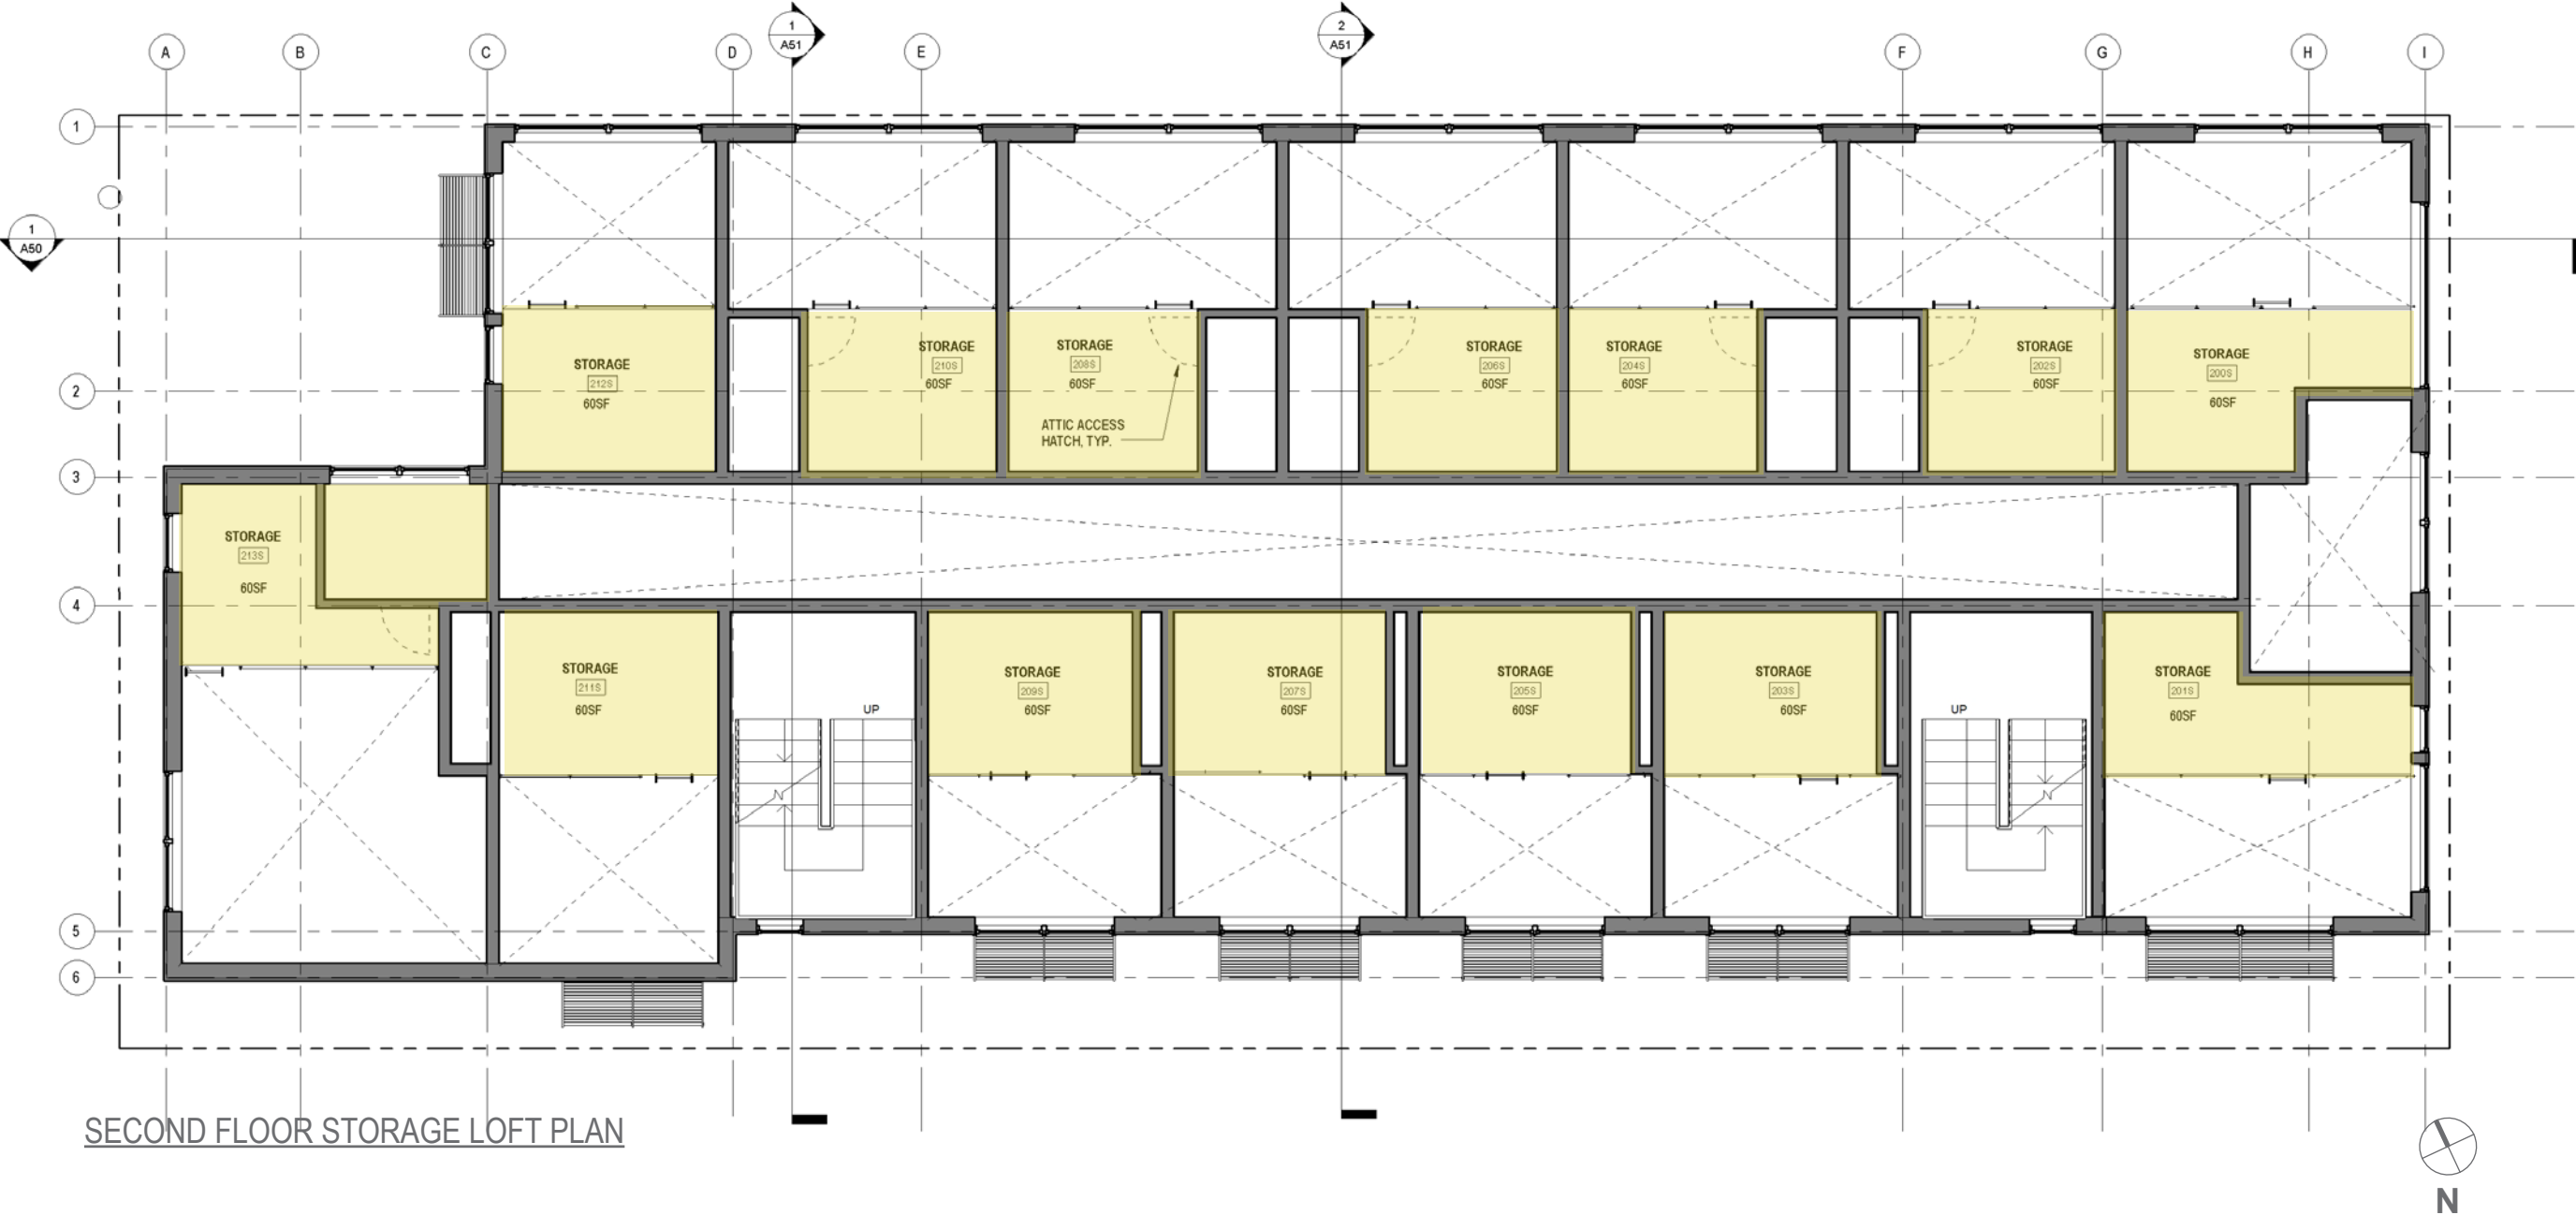 1
A51
2
A51
A
B
C
D
E
F
G
H
I
1
1
A50
2
3
4
5
6
STORAGE
212S
60SF
STORAGE
210S
60SF
STORAGE
208S
60SF
ATTIC ACCESS
HATCH, TYP.
STORAGE
206S
60SF
STORAGE
204S
60SF
STORAGE
202S
60SF
STORAGE
200S
60SF
STORAGE
213S
60SF
STORAGE
211S
60SF
UP
N
STORAGE
209S
60SF
STORAGE
207S
60SF
STORAGE
205S
60SF
STORAGE
203S
60SF
UP
N
STORAGE
201S
60SF
SECOND FLOOR STORAGE LOFT PLAN
N